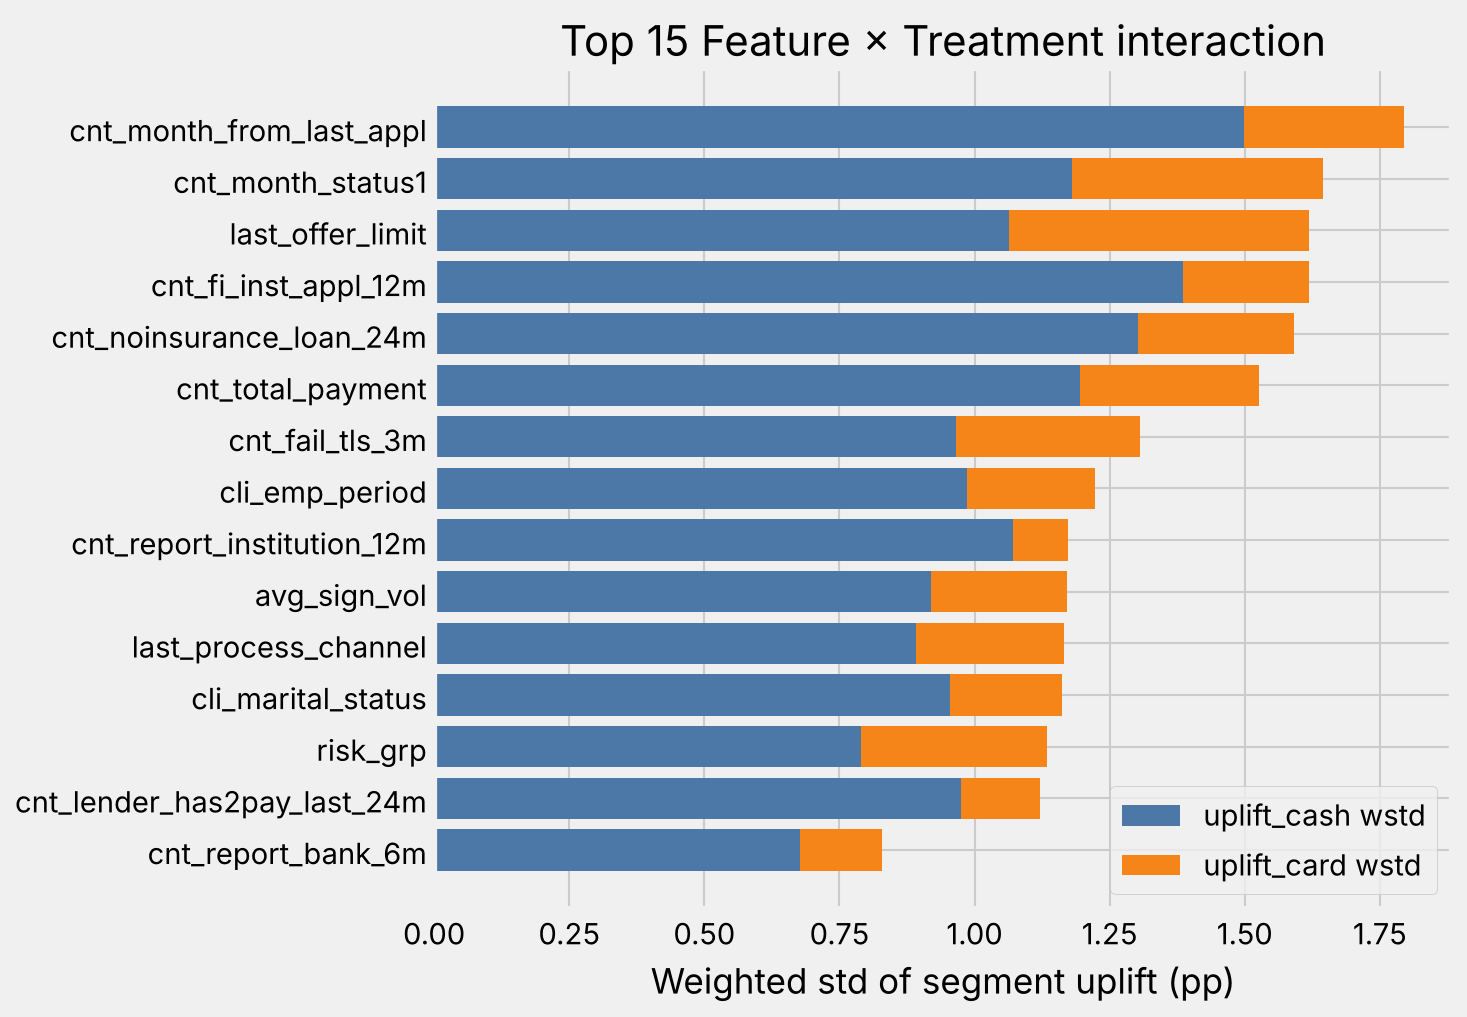 Top 15 Feature × Treatment interaction
cnt_month_from_last_appl
cnt_month_status1
last_offer_limit
cnt_fi_inst_appl_12m
cnt_noinsurance_loan_24m
cnt_total_payment
cnt_fail_tls_3m
cli_emp_period
cnt_report_institution_12m
avg_sign_vol
last_process_channel
cli_marital_status
risk_grp
cnt_lender_has2pay_last_24m
cnt_report_bank_6m
uplift_cash wstd
uplift_card wstd
0.00 0.25 0.50 0.75 1.00 1.25 1.50 1.75
Weighted std of segment uplift (pp)